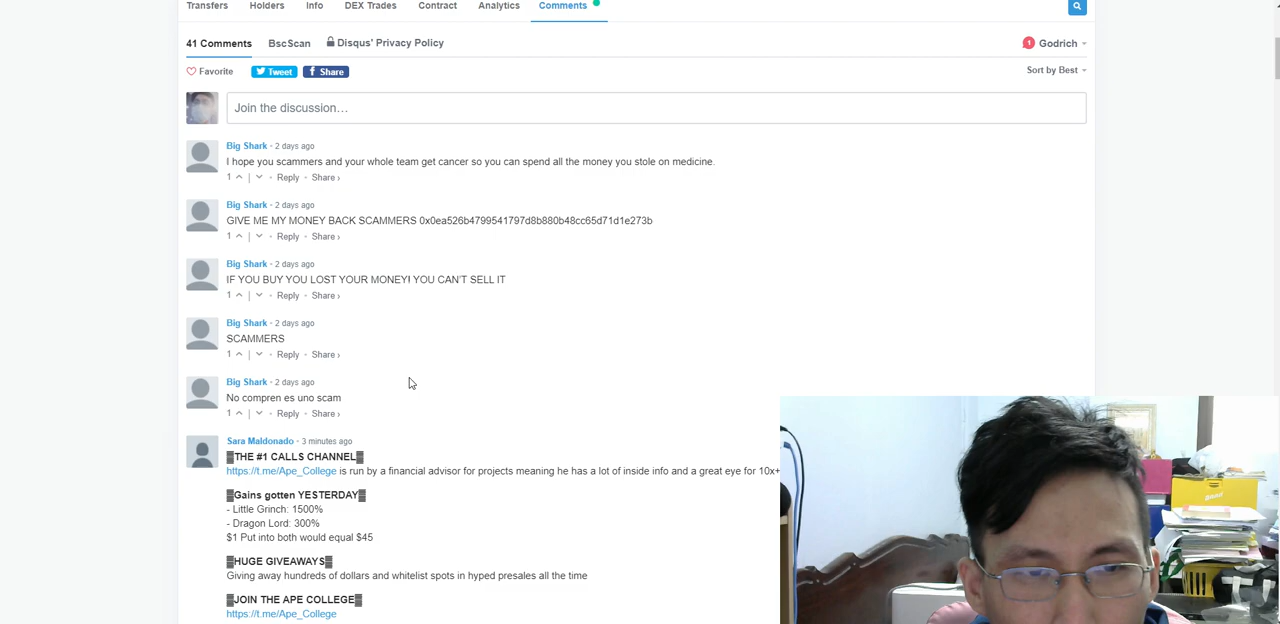 Transfers Holders Info DEX Trades Contract Analytics Comments
41 Comments BscScan Disqus' Privacy Policy 1 Godrich
Favorite Tweet f Share Sort by Best
Join the discussion…
Big Shark • 2 days ago
I hope you scammers and your whole team get cancer so you can spend all the money you stole on medicine.
1 | • Reply • Share ›
Big Shark • 2 days ago
GIVE ME MY MONEY BACK SCAMMERS 0x0ea526b4799541797d8b880b48cc65d71d1e273b
1 | • Reply • Share ›
Big Shark • 2 days ago
IF YOU BUY YOU LOST YOUR MONEY! YOU CAN'T SELL IT
1 | • Reply • Share ›
Big Shark • 2 days ago
SCAMMERS
1 | • Reply • Share ›
Big Shark • 2 days ago
No compren es uno scam
1 | • Reply • Share ›
Sara Maldonado • 3 minutes ago
▓THE #1 CALLS CHANNEL▓
https://t.me/Ape_College is run by a financial advisor for projects meaning he has a lot of inside info and a great eye for 10x+
▓Gains gotten YESTERDAY▓
- Little Grinch: 1500%
- Dragon Lord: 300%
$1 Put into both would equal $45
▓HUGE GIVEAWAYS▓
Giving away hundreds of dollars and whitelist spots in hyped presales all the time
▓JOIN THE APE COLLEGE▓
https://t.me/Ape_College